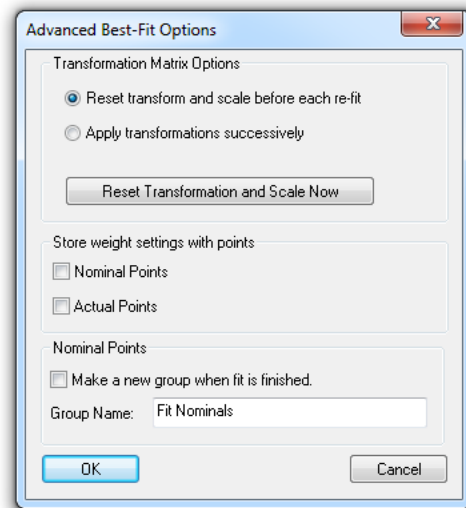 Advanced Best-Fit Options
Transformation Matrix Options
Reset transform and scale before each re-fit
Apply transformations successively
Reset Transformation and Scale Now
Store weight settings with points
Nominal Points
Actual Points
Nominal Points
Make a new group when fit is finished.
Group Name: Fit Nominals
OK Cancel